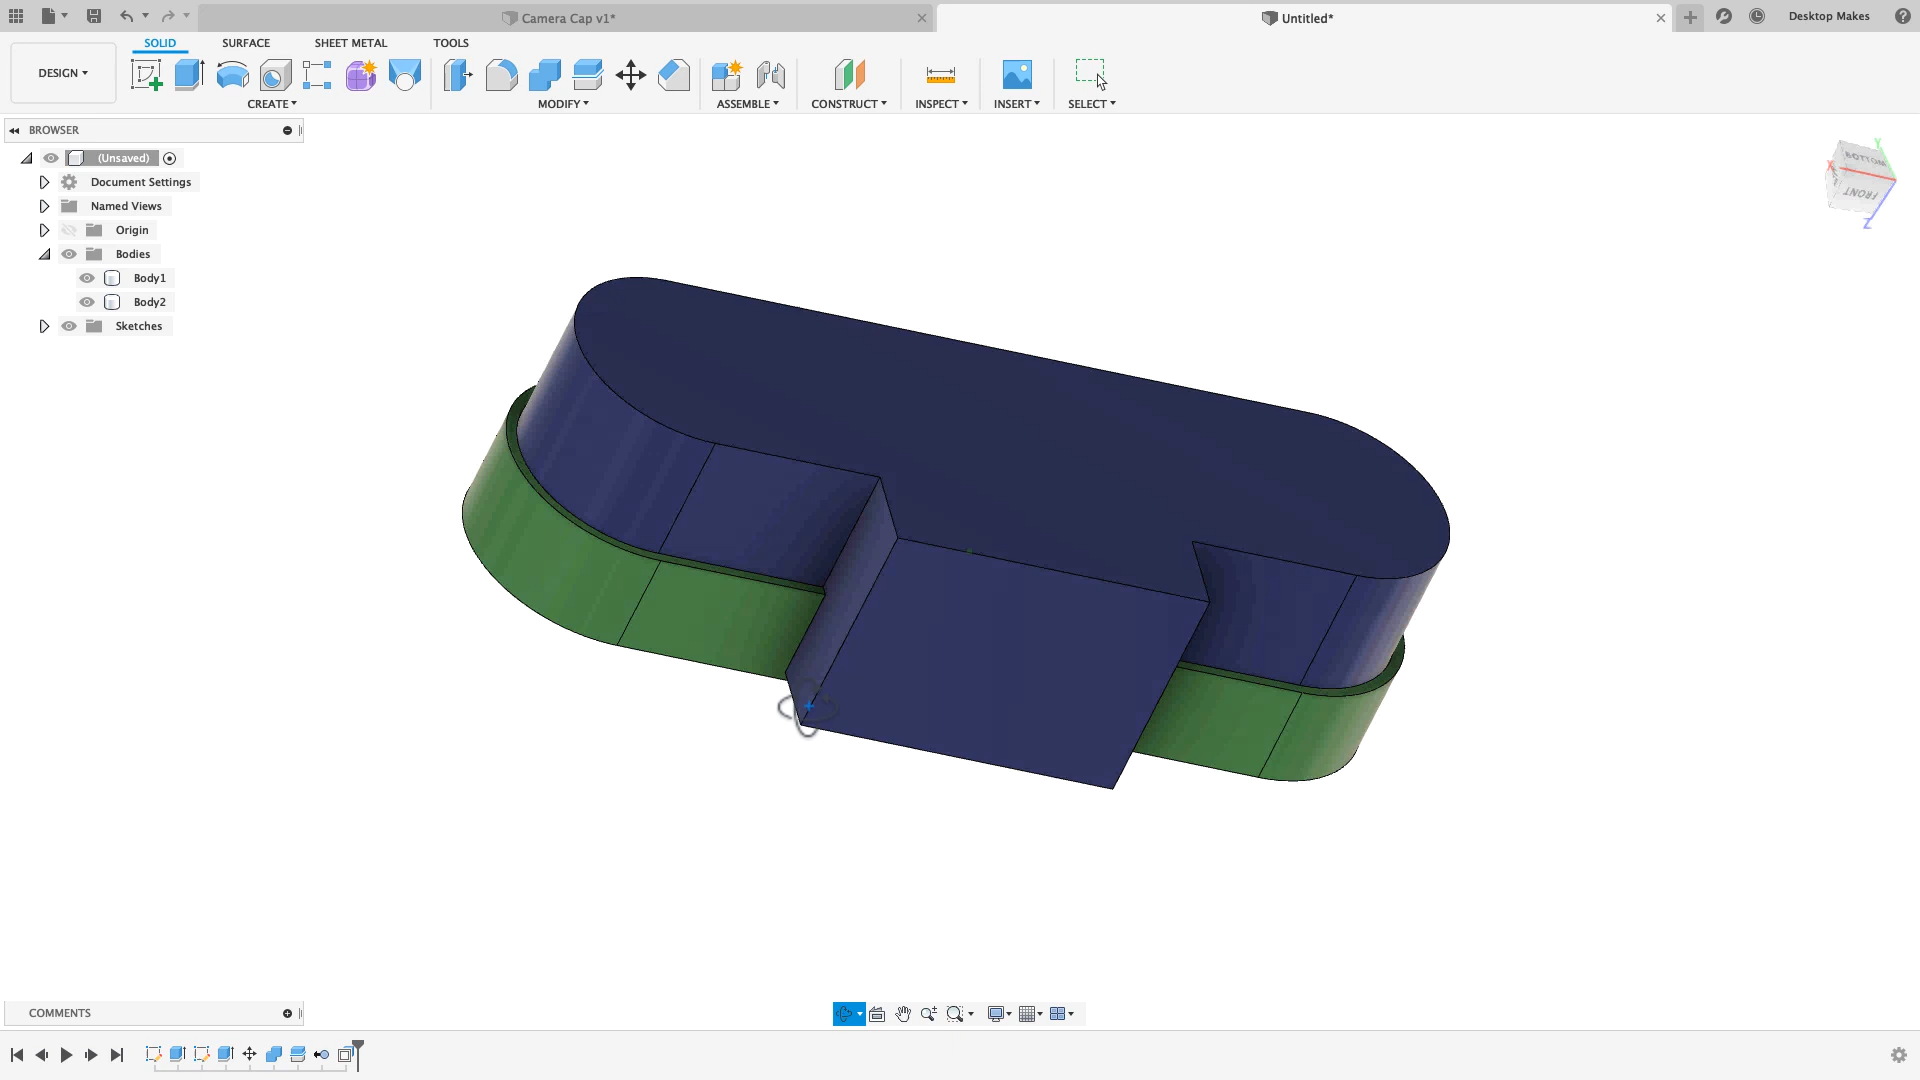 Camera Cap v1*
Untitled*
Desktop Makes
SOLID SURFACE SHEET METAL TOOLS
DESIGN
CREATE MODIFY ASSEMBLE CONSTRUCT INSPECT INSERT SELECT
BROWSER
(Unsaved)
Document Settings
Named Views
Origin
Bodies
Body1
Body2
Sketches
BOTTOM
FRONT
X
Y
Z
COMMENTS